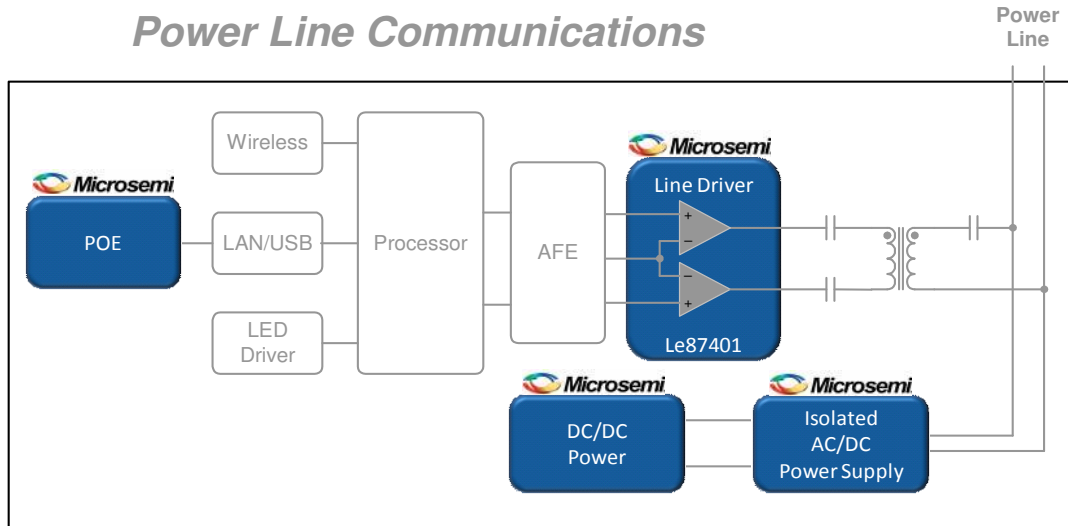 Power Line Communications
Power
Line
Wireless
Microsemi
POE
LAN/USB
LED
Driver
Processor
AFE
Microsemi
Line Driver
+
−
−
+
Le87401
Microsemi
DC/DC
Power
Microsemi
Isolated
AC/DC
Power Supply